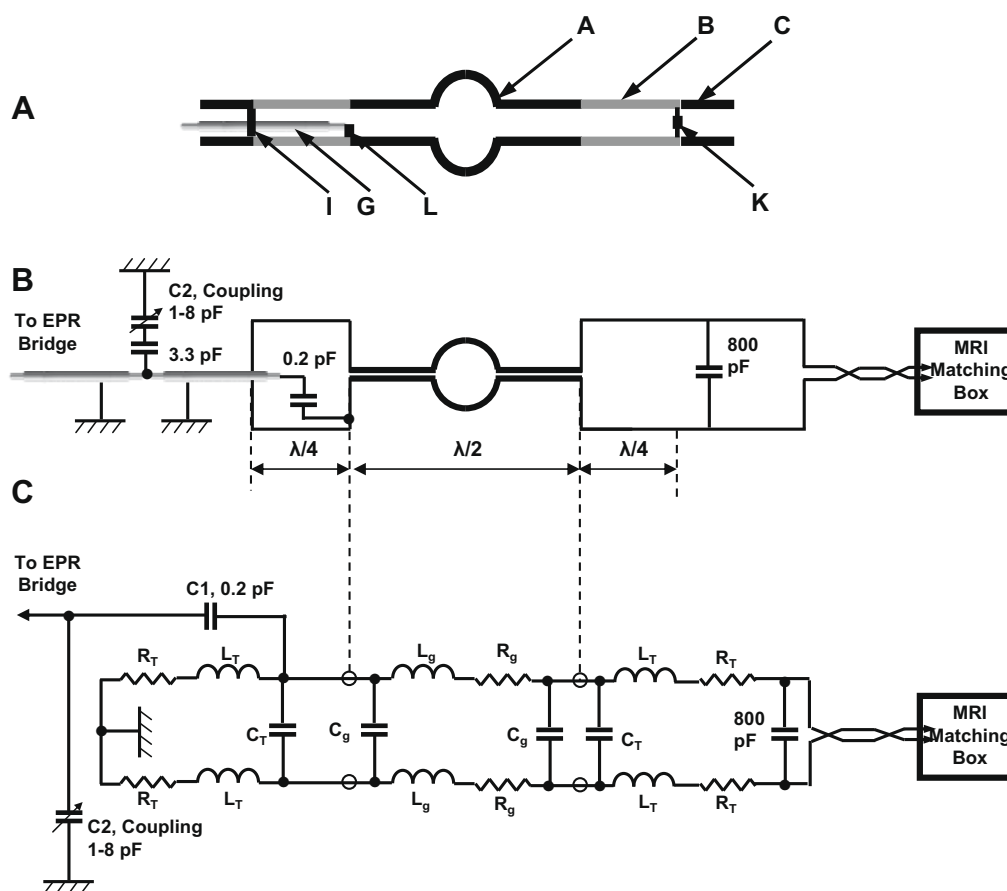 A
A
B
C
I
G
L
K
B
C2, Coupling
1-8 pF
To EPR
Bridge
3.3 pF
0.2 pF
800
pF
MRI
Matching
Box
λ/4
λ/2
λ/4
C
To EPR
Bridge
C1, 0.2 pF
RT
LT
Lg
Rg
LT
RT
CT
Cg
Cg
CT
800
pF
MRI
Matching
Box
RT
LT
Lg
Rg
LT
RT
C2, Coupling
1-8 pF